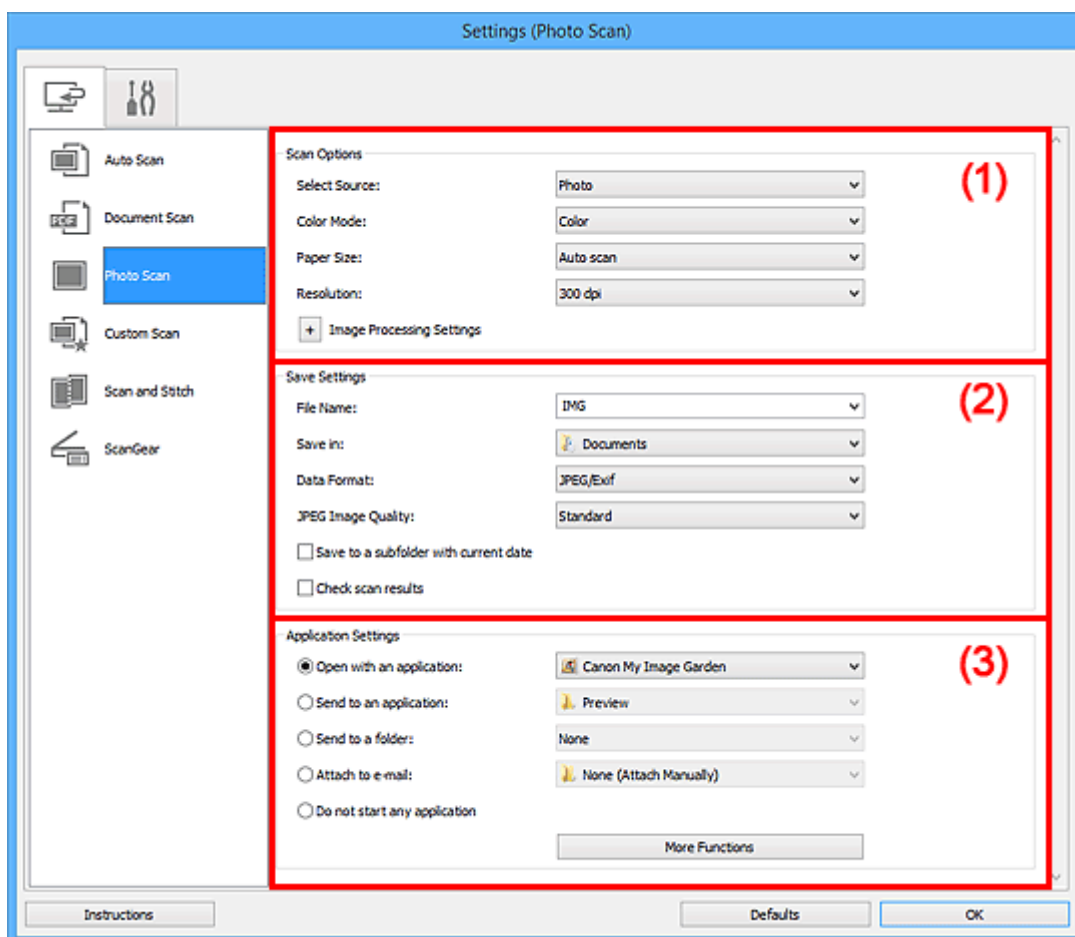 Settings (Photo Scan)
Auto Scan
Document Scan
Photo Scan
Custom Scan
Scan and Stitch
ScanGear
Scan Options
(1)
Select Source: Photo
Color Mode: Color
Paper Size: Auto scan
Resolution: 300 dpi
+ Image Processing Settings
Save Settings
(2)
File Name: IMG
Save in: Documents
Data Format: JPEG/Exif
JPEG Image Quality: Standard
Save to a subfolder with current date
Check scan results
Application Settings
(3)
Open with an application: Canon My Image Garden
Send to an application: Preview
Send to a folder: None
Attach to e-mail: None (Attach Manually)
Do not start any application
More Functions
Instructions Defaults OK